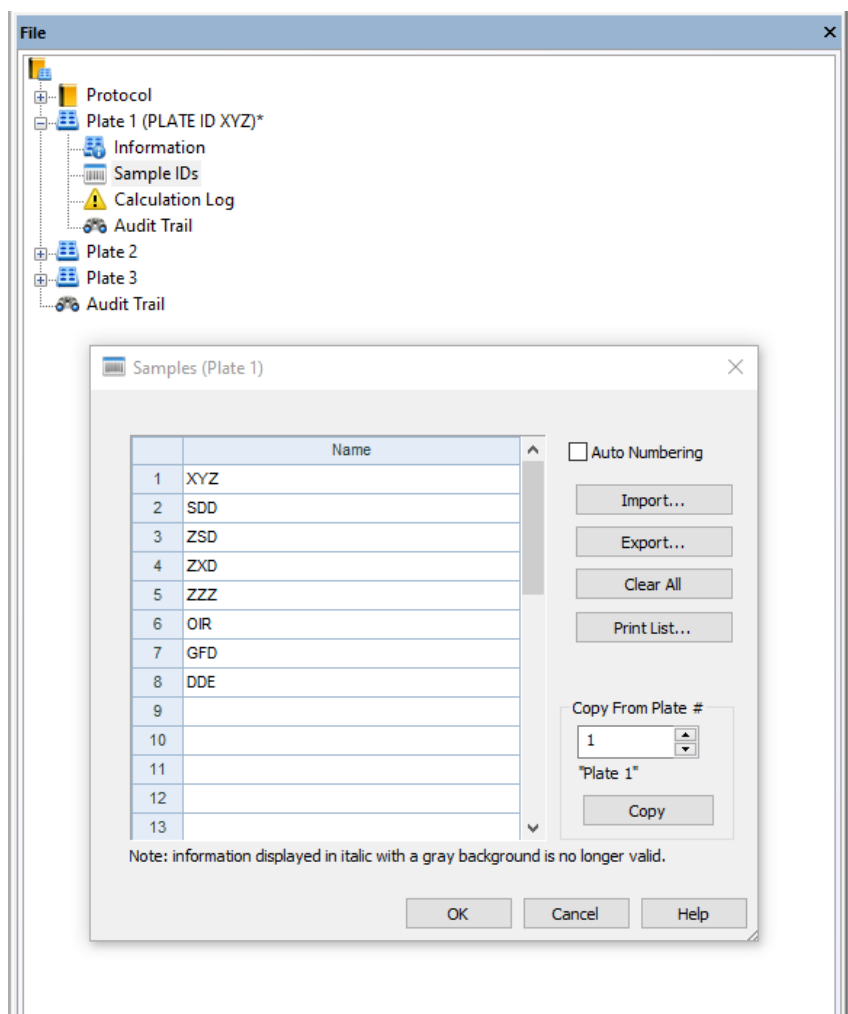 File
Protocol
Plate 1 (PLATE ID XYZ)*
Information
Sample IDs
Calculation Log
Audit Trail
Plate 2
Plate 3
Audit Trail
Samples (Plate 1)
Name
Auto Numbering
1 XYZ
2 SDD
3 ZSD
4 ZXD
5 ZZZ
6 OIR
7 GFD
8 DDE
9
10
11
12
13
Import...
Export...
Clear All
Print List...
Copy From Plate #
1
"Plate 1"
Copy
Note: information displayed in italic with a gray background is no longer valid.
OK Cancel Help